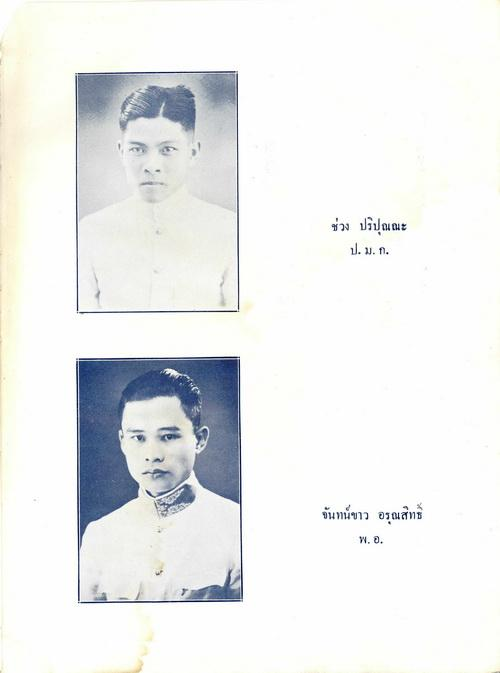 ช่วง ปริปุณณะ
ป. ม. ก.
จันทน์ขาว อรุณสิทธิ์
พ. อ.